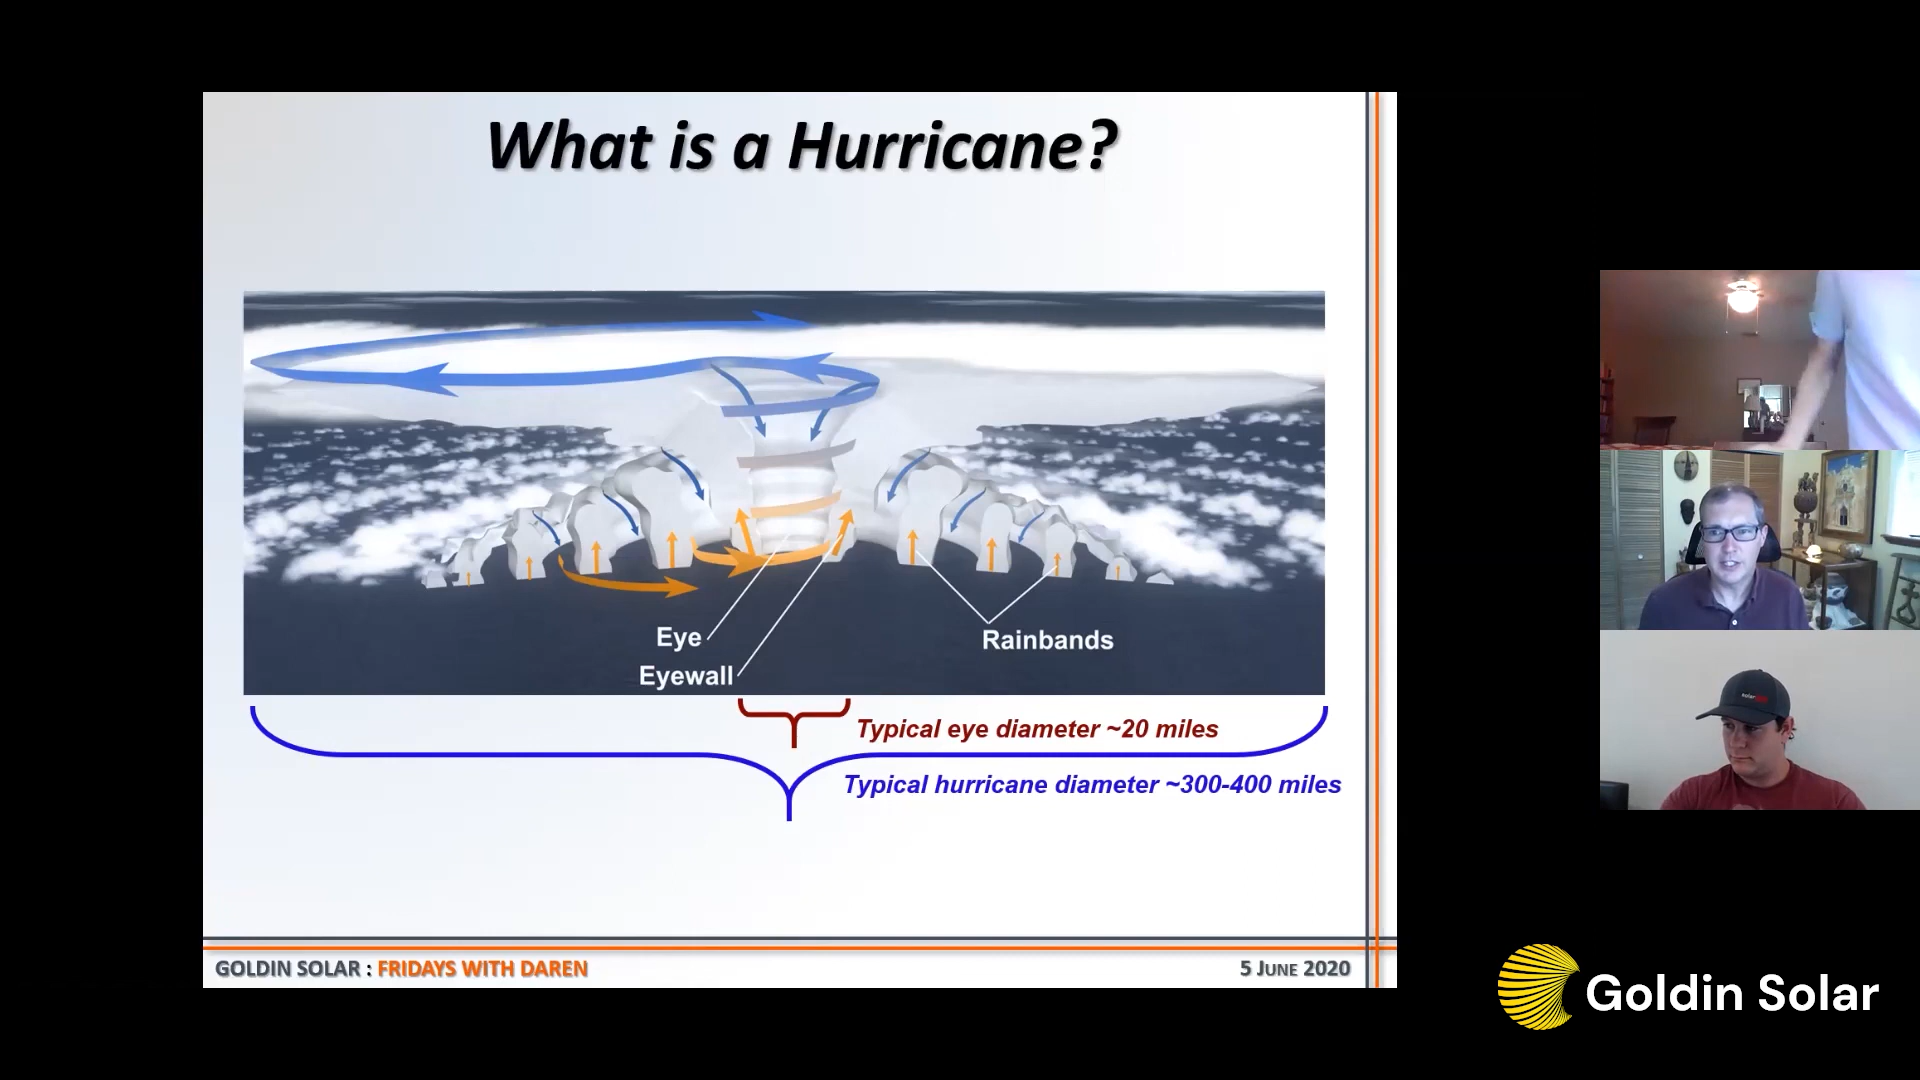 What is a Hurricane?
Eye
Eyewall
Rainbands
Typical eye diameter ~20 miles
Typical hurricane diameter ~300-400 miles
GOLDIN SOLAR : FRIDAYS WITH DAREN
5 JUNE 2020
solar
Goldin Solar